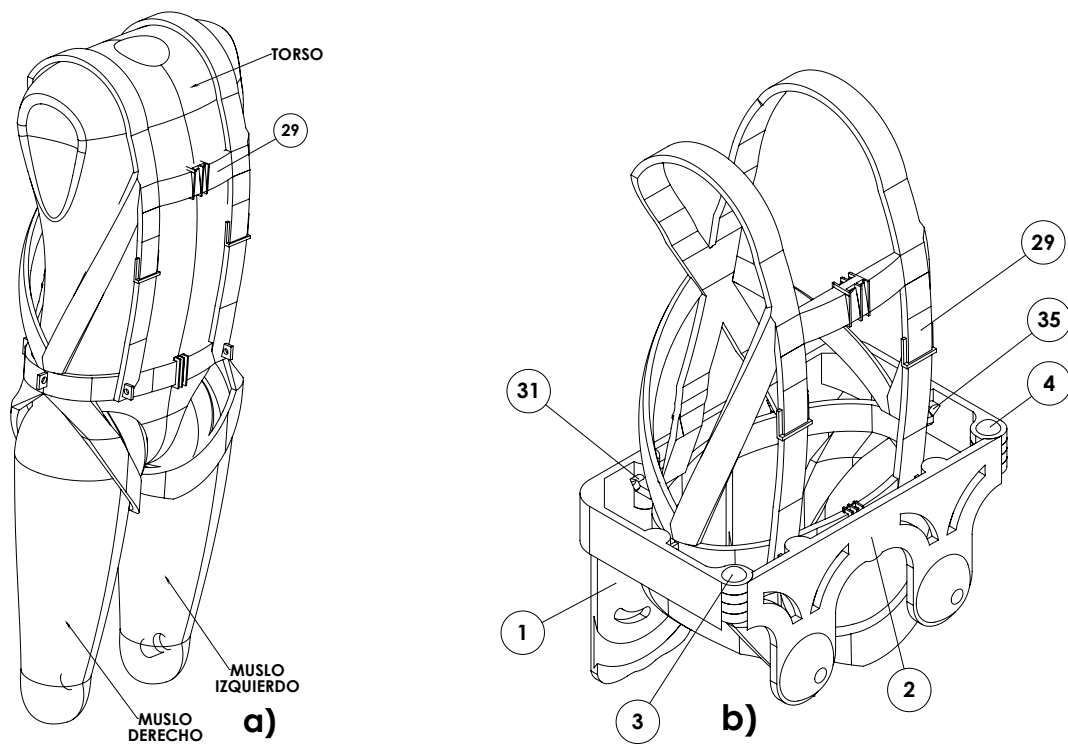 TORSO
29
MUSLO
IZQUIERDO
MUSLO
DERECHO
a)
29
35
4
31
1
3
2
b)